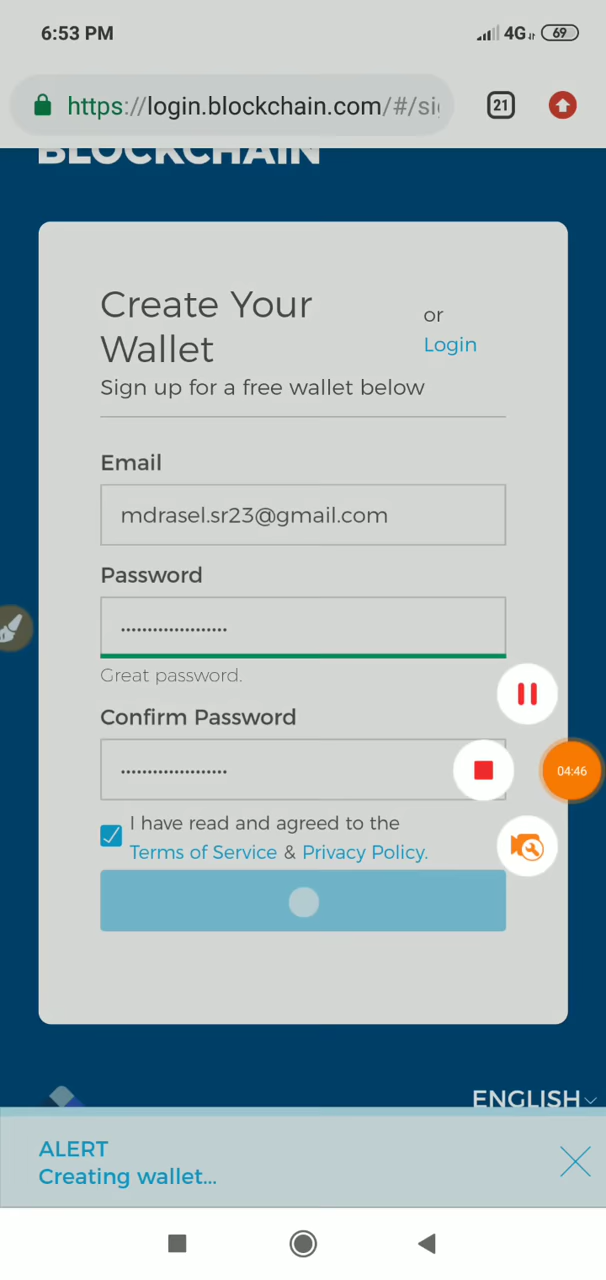 6:53 PM
4G 69
https://login.blockchain.com/#/si
21
BLOCKCHAIN
Create Your
Wallet
or
Login
Sign up for a free wallet below
Email
mdrasel.sr23@gmail.com
Password
····················
Great password.
Confirm Password
····················
I have read and agreed to the
Terms of Service & Privacy Policy.
04:46
ENGLISH
ALERT
Creating wallet...